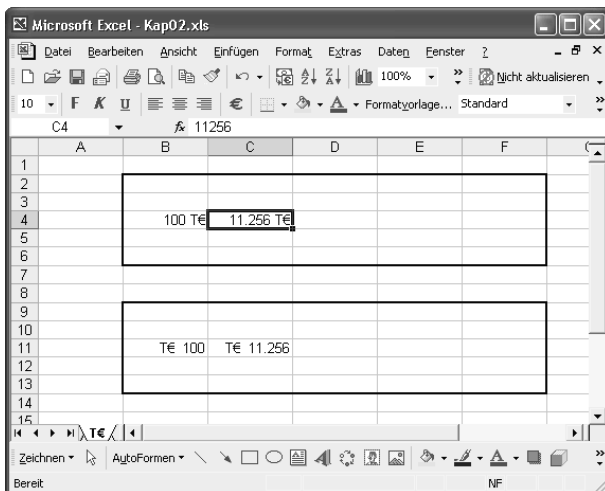 Microsoft Excel - Kap02.xls
Datei Bearbeiten Ansicht Einfügen Format Extras Daten Fenster ?
100% Nicht aktualisieren
10 F K U € A Formatvorlage... Standard
C4 fx 11256
A B C D E F
1
2
3
4 100 T€ 11.256 T€
5
6
7
8
9
10
11 T€ 100 T€ 11.256
12
13
14
15
T€
Zeichnen AutoFormen A
Bereit NF